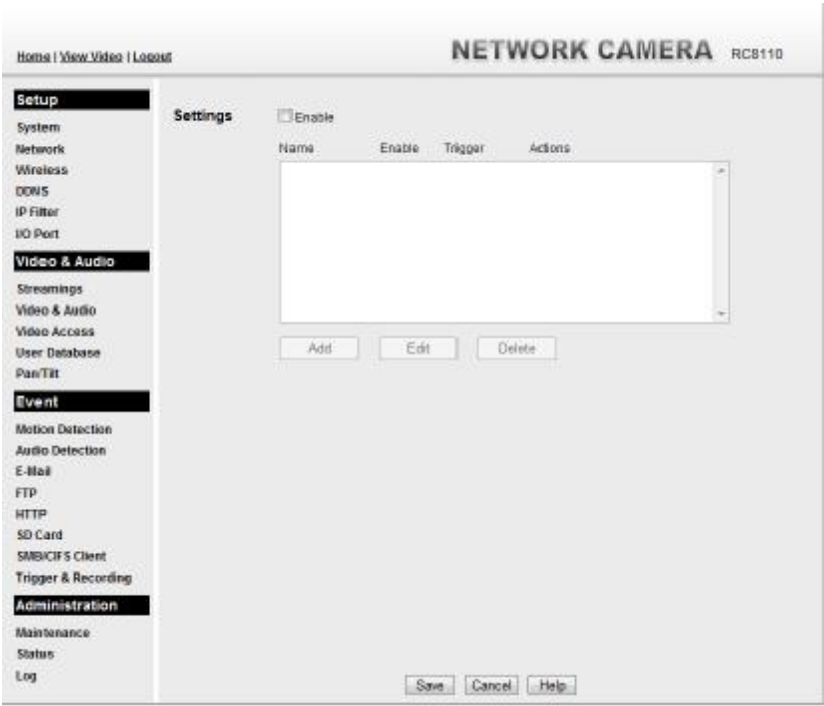 Home | View Video | Logout
NETWORK CAMERA RC8110
Setup
System
Network
Wireless
DDNS
IP Filter
I/O Port
Video & Audio
Streamings
Video & Audio
Video Access
User Database
Pan/Tilt
Event
Motion Detection
Audio Detection
E-Mail
FTP
HTTP
SD Card
SMB/CIFS Client
Trigger & Recording
Administration
Maintenance
Status
Log
Settings
Enable
Name Enable Trigger Actions
Add Edit Delete
Save Cancel Help